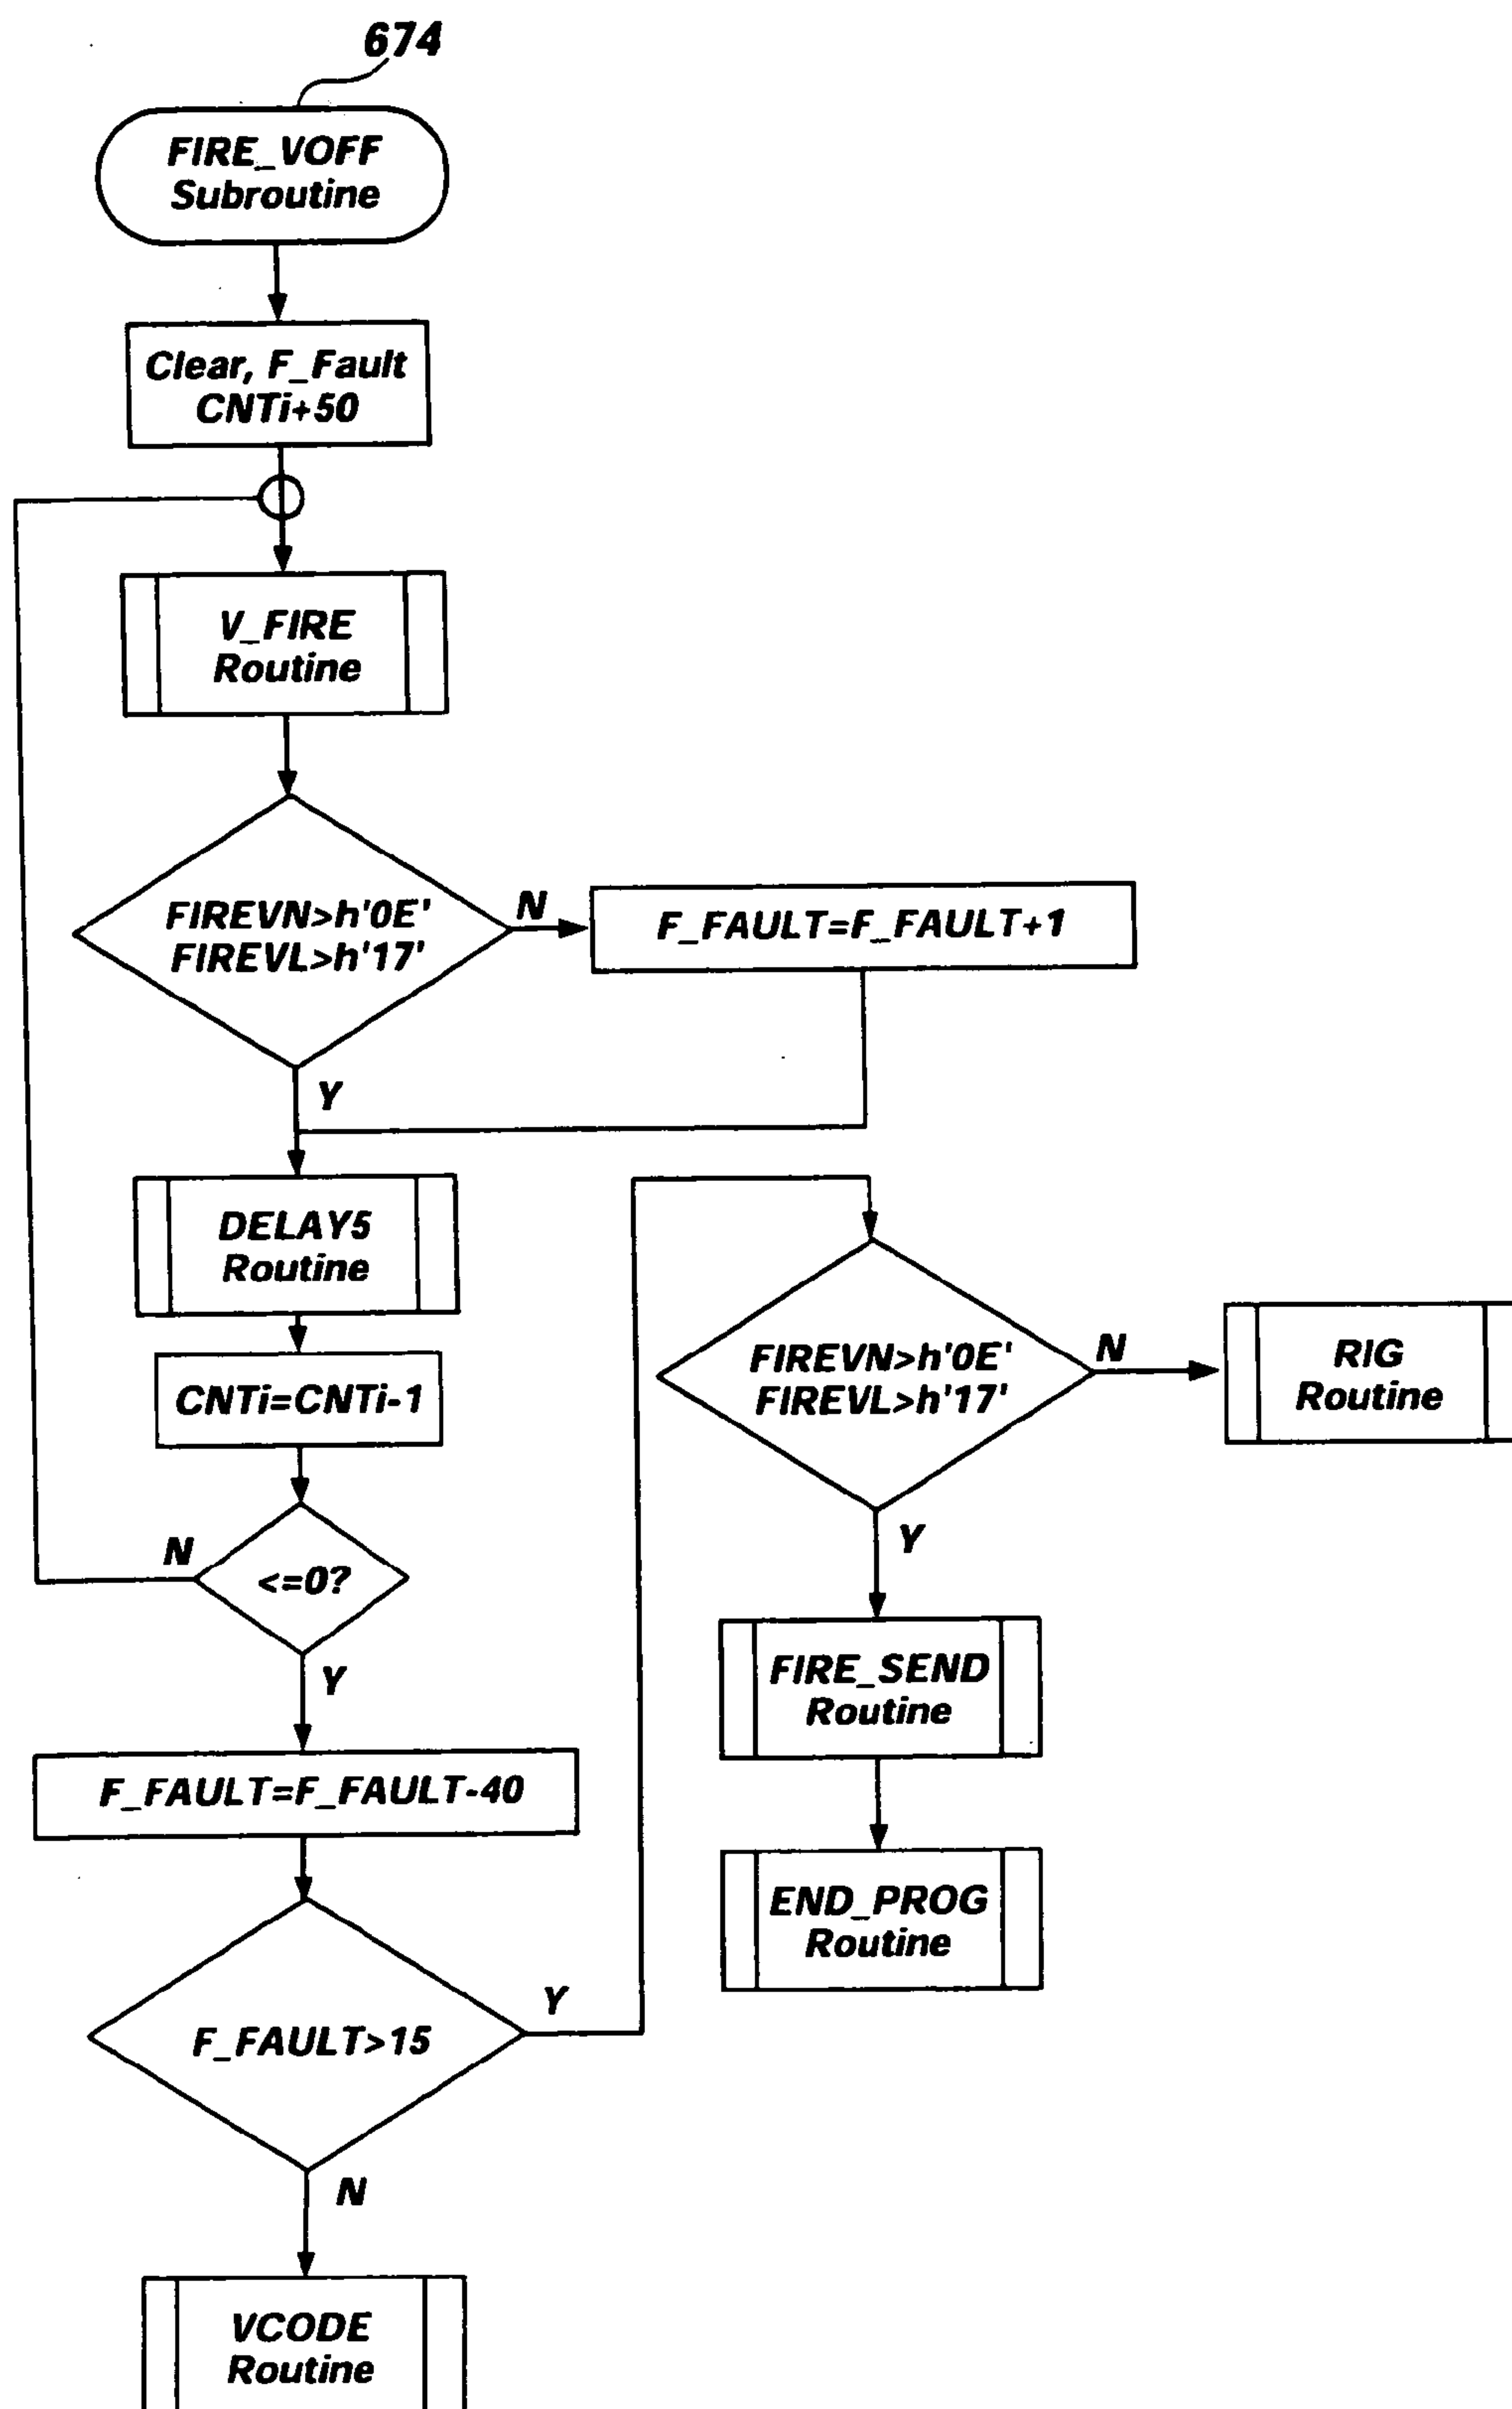 674
FIRE_VOFF
Subroutine
Clear, F_Fault
CNTi+50
V_FIRE
Routine
FIREVN>h'0E'
FIREVL>h'17'
N
F_FAULT=F_FAULT+1
Y
DELAY5
Routine
CNTi=CNTi-1
<=0?
N
Y
F_FAULT=F_FAULT-40
F_FAULT>15
Y
N
VCODE
Routine
FIREVN>h'0E'
FIREVL>h'17'
N
RIG
Routine
Y
FIRE_SEND
Routine
END_PROG
Routine